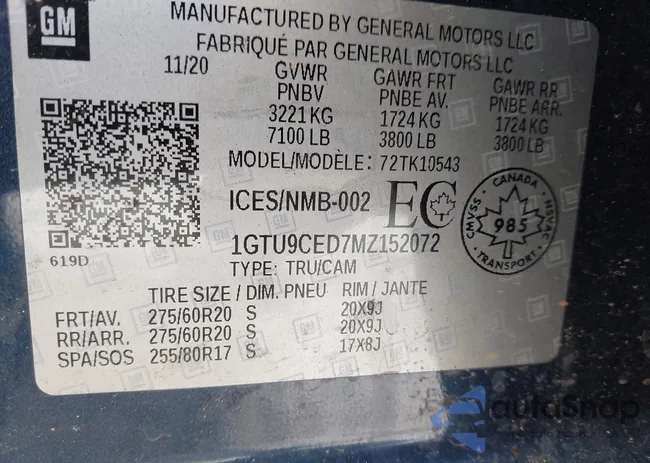 GM
MANUFACTURED BY GENERAL MOTORS LLC
FABRIQUÉ PAR GENERAL MOTORS LLC
11/20 GVWR GAWR FRT GAWR RR
PNBV PNBE AV. PNBE ARR.
3221 KG 1724 KG 1724 KG
7100 LB 3800 LB 3800 LB
MODEL/MODÈLE: 72TK10543
ICES/NMB-002 EC
CANADA
CMVSS NSVAC
985
TRANSPORT
1GTU9CED7MZ152072
619D
TYPE: TRU/CAM
TIRE SIZE / DIM. PNEU RIM / JANTE
FRT/AV. 275/60R20 S 20X9J
RR/ARR. 275/60R20 S 20X9J
SPA/SOS 255/80R17 S 17X8J
AutoSnap